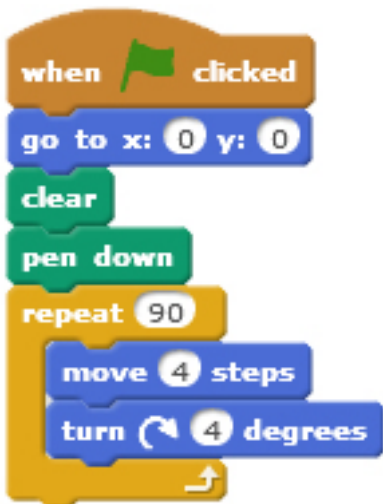 when clicked
go to x: 0 y: 0
clear
pen down
repeat 90
move 4 steps
turn 4 degrees